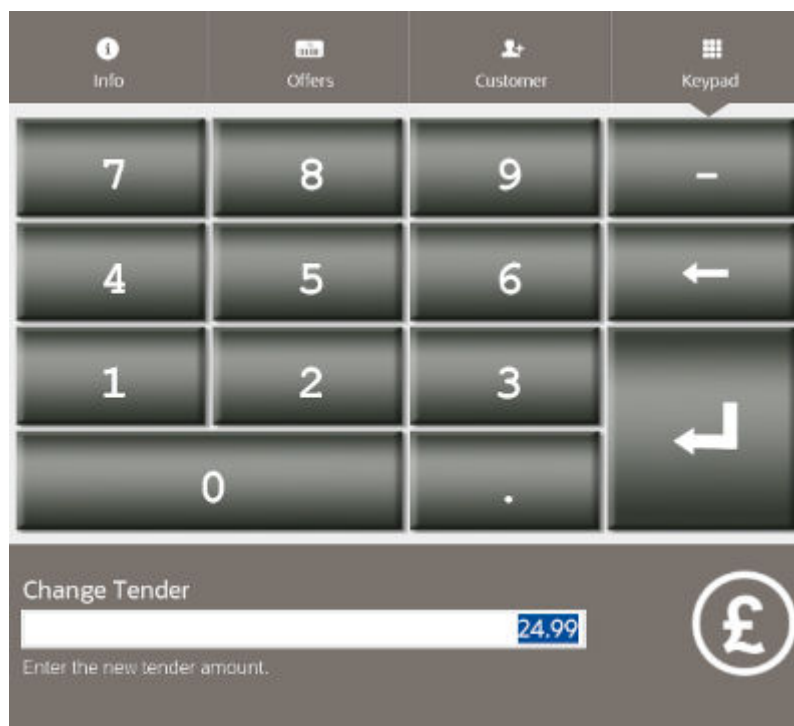 Info Offers Customer Keypad
7 8 9 -
4 5 6
1 2 3
0 .
Change Tender
24.99
Enter the new tender amount.
£